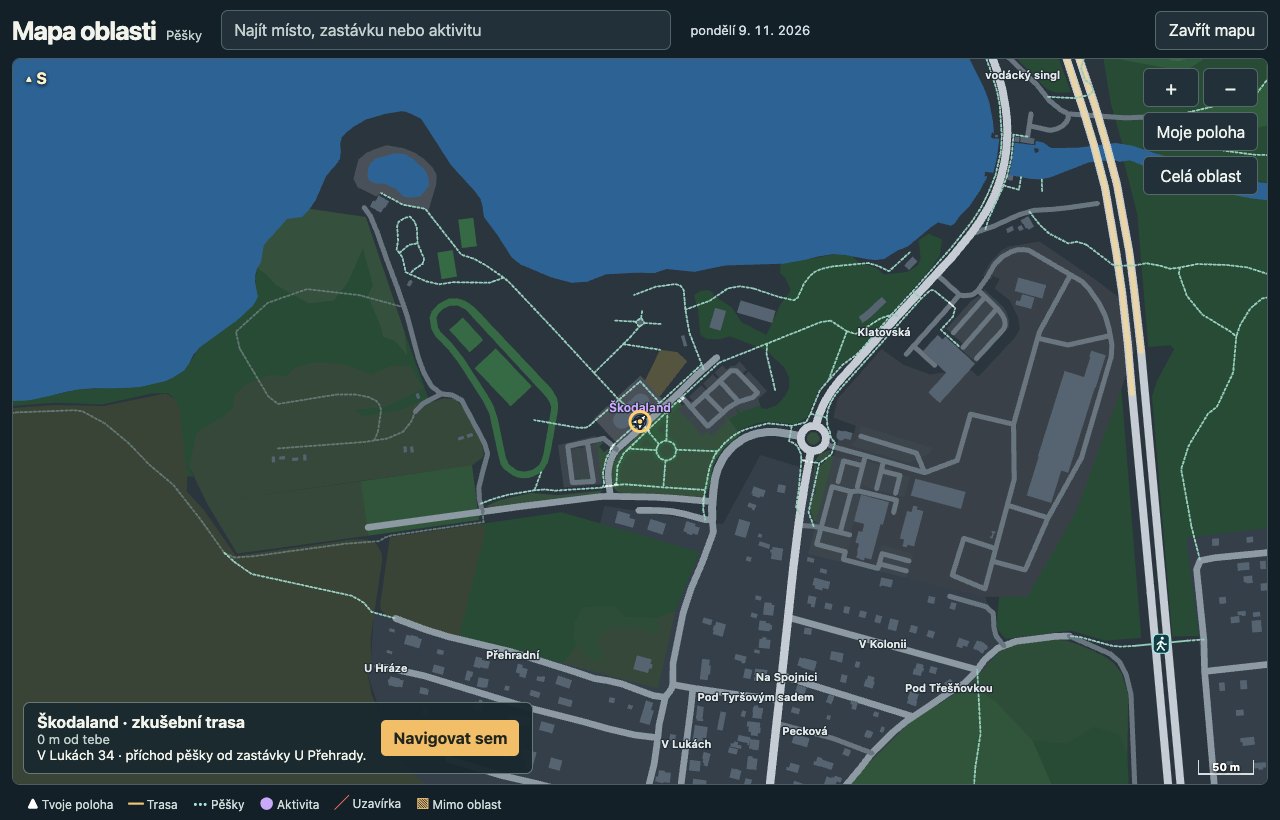 Mapa oblasti Pěšky
Najít místo, zastávku nebo aktivitu
pondělí 9. 11. 2026
Zavřít mapu
▲ S
vodácký singl
+
−
Moje poloha
Celá oblast
Klatovská
Škodaland
V Kolonii
Přehradní
U Hráze
Na Spojnici
Pod Třešňovkou
Pod Tyršovým sadem
Pecková
V Lukách
Škodaland · zkušební trasa
0 m od tebe
V Lukách 34 · příchod pěšky od zastávky U Přehrady.
Navigovat sem
50 m
Tvoje poloha
Trasa
Pěšky
Aktivita
Uzavírka
Mimo oblast